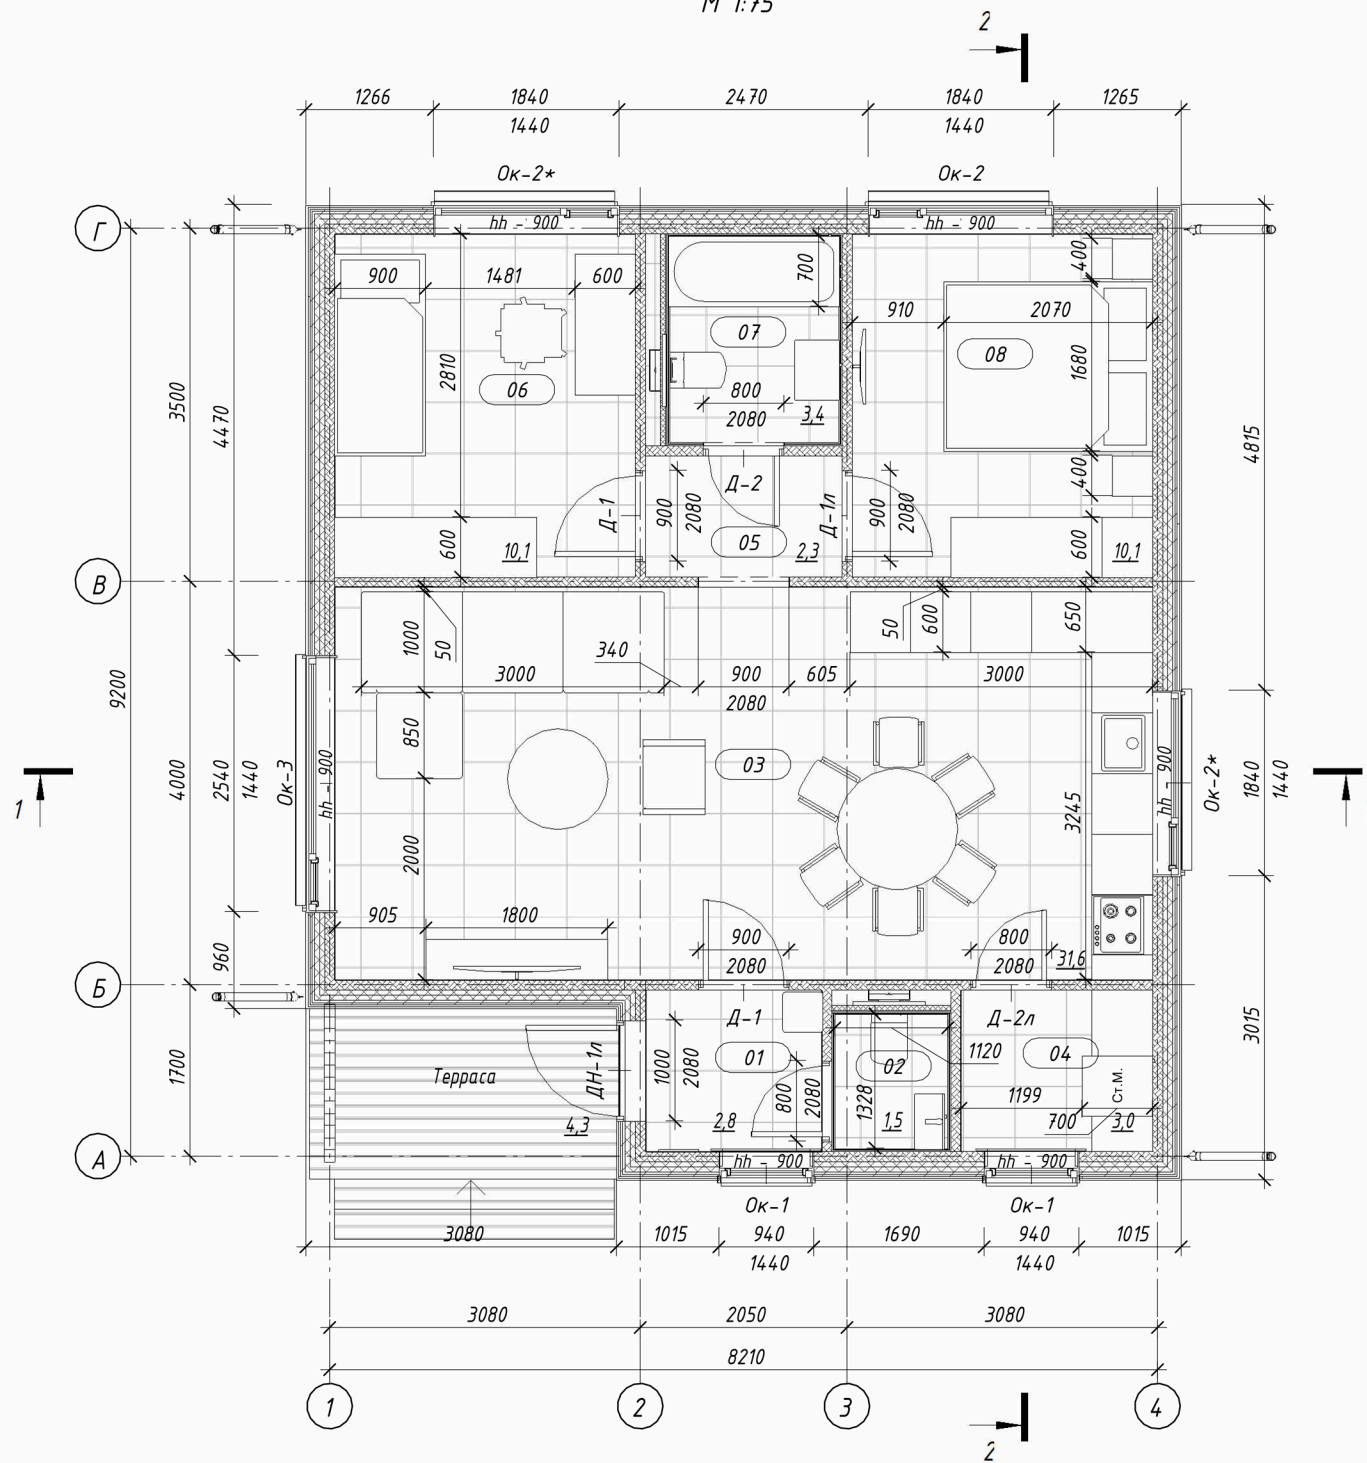 М 1:75
2
1266 1840 2470 1840 1265
1440 1440
Ок-2* Ок-2
Г
hh - 900 hh - 900
900 1481 600 700 400
910 2070
07 08
2810 06 800 1680
2080 3,4
3500 4470 4815
Д-2 400
Д-1 900 2080 Д-1л 900 2080
600 10,1 05 2,3 600 10,1
В
1000 50 340 50 600 650
3000 900 605 3000
2080
9200 850
03
4000 2540 1440 Ок-3 hh - 900 hh - 900 Ок-2* 1840 1440
1
2000 3245
905 1800
960 900 800
2080 2080 31,6
Б
Д-1 Д-2л
3015
1700 Терраса ДН-1л 1000 2080 01 02 1120 04
800 2080 1328 1199 Ст.М.
4,3 2,8 1,5 700 3,0
А
hh - 900 hh - 900
Ок-1 Ок-1
3080 1015 940 1690 940 1015
1440 1440
3080 2050 3080
8210
1 2 3 4
2